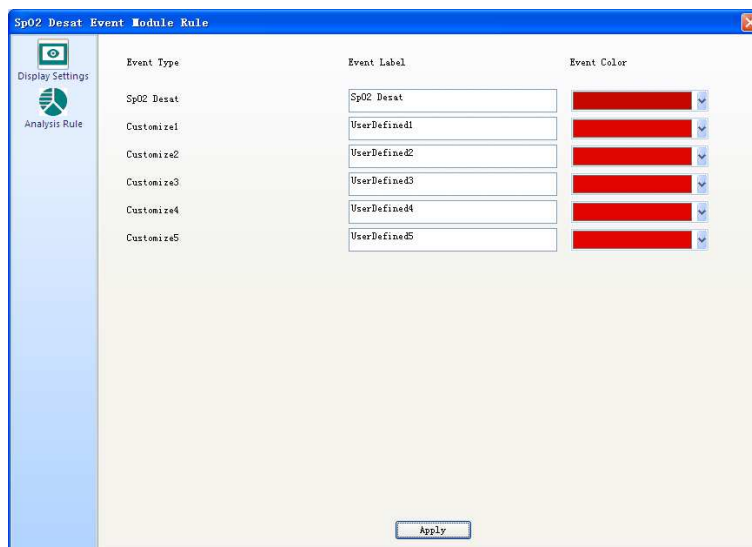 SpO2 Desat Event Module Rule
Display Settings
Analysis Rule
Event Type Event Label Event Color
SpO2 Desat SpO2 Desat
Customize1 UserDefined1
Customize2 UserDefined2
Customize3 UserDefined3
Customize4 UserDefined4
Customize5 UserDefined5
Apply